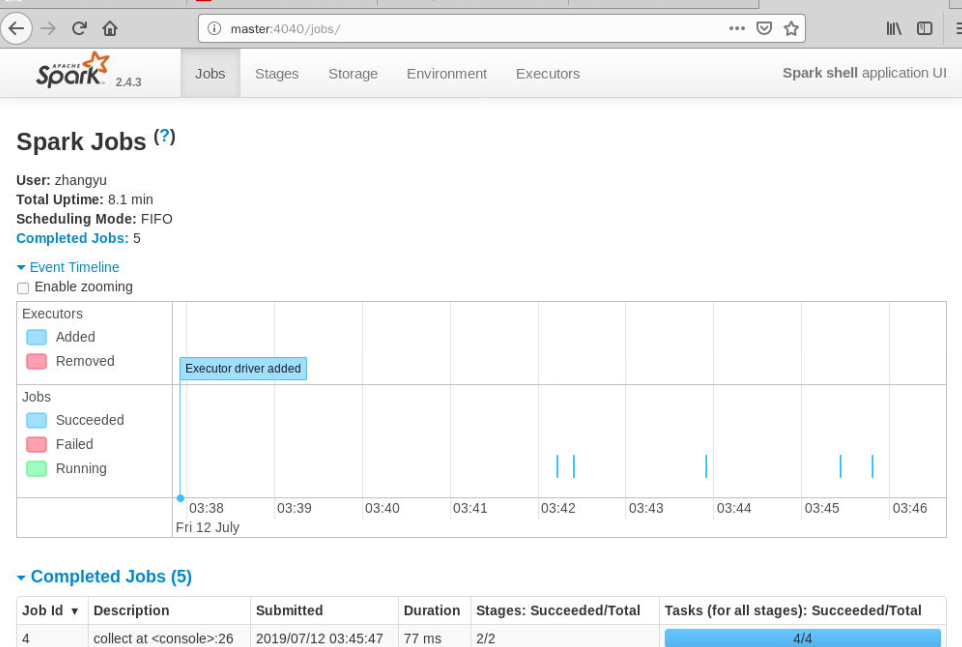 master:4040/jobs/
APACHE
Spark 2.4.3
Jobs Stages Storage Environment Executors Spark shell application UI
Spark Jobs (?)
User: zhangyu
Total Uptime: 8.1 min
Scheduling Mode: FIFO
Completed Jobs: 5
Event Timeline
Enable zooming
Executors
Added
Removed
Executor driver added
Jobs
Succeeded
Failed
Running
03:38 03:39 03:40 03:41 03:42 03:43 03:44 03:45 03:46
Fri 12 July
Completed Jobs (5)
Job Id ▾ Description Submitted Duration Stages: Succeeded/Total Tasks (for all stages): Succeeded/Total
4 collect at <console>:26 2019/07/12 03:45:47 77 ms 2/2 4/4